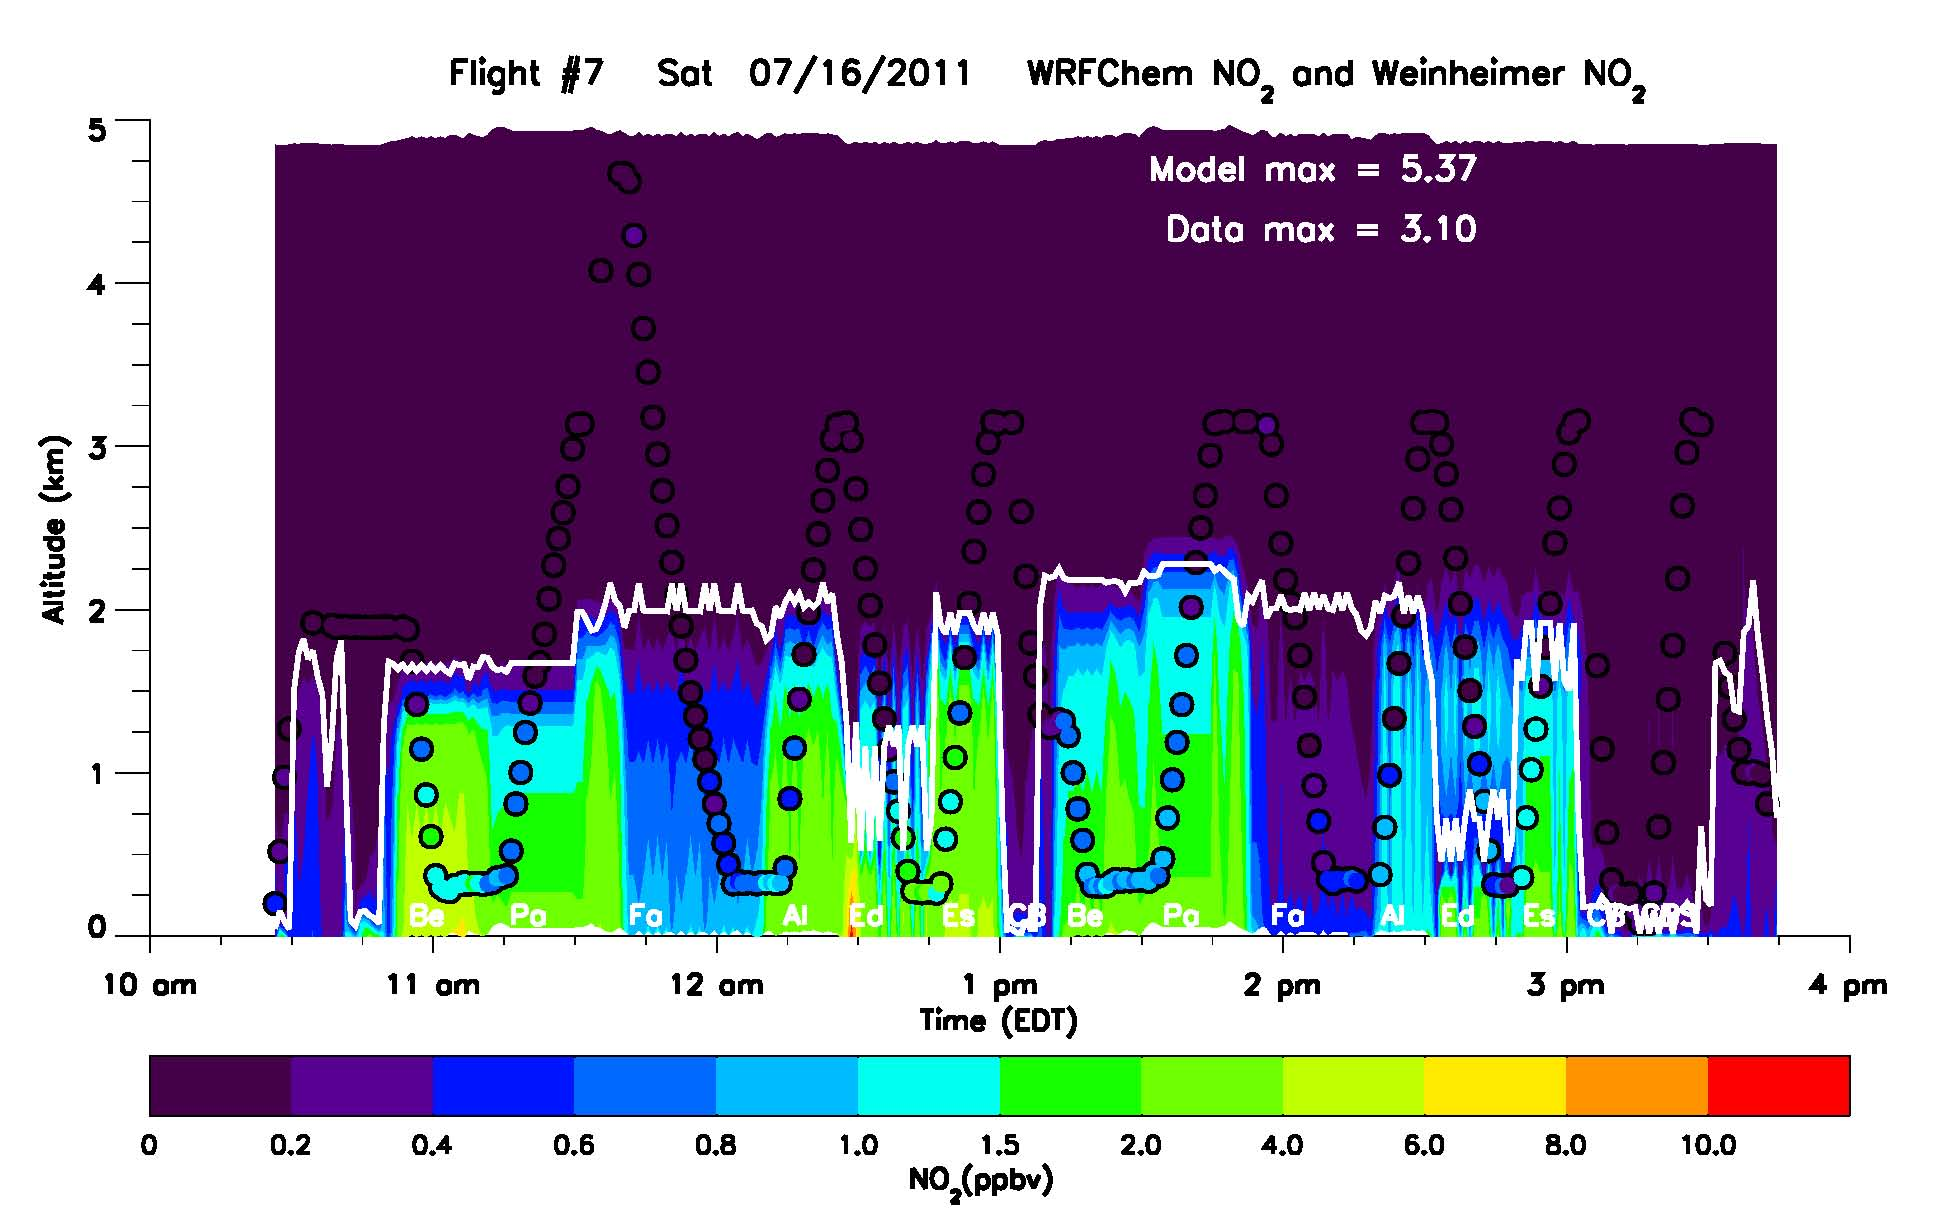 Flight #7 Sat 07/16/2011 WRFChem NO2 and Weinheimer NO2
Model max = 5.37
Data max = 3.10
5
4
3
2
1
0
Altitude (km)
Be Pa Fa Al Ed Es CB Be Pa Fa Al Ed Es CB
10 am 11 am 12 am 1 pm 2 pm 3 pm 4 pm
Time (EDT)
0 0.2 0.4 0.6 0.8 1.0 1.5 2.0 4.0 6.0 8.0 10.0
NO2(ppbv)